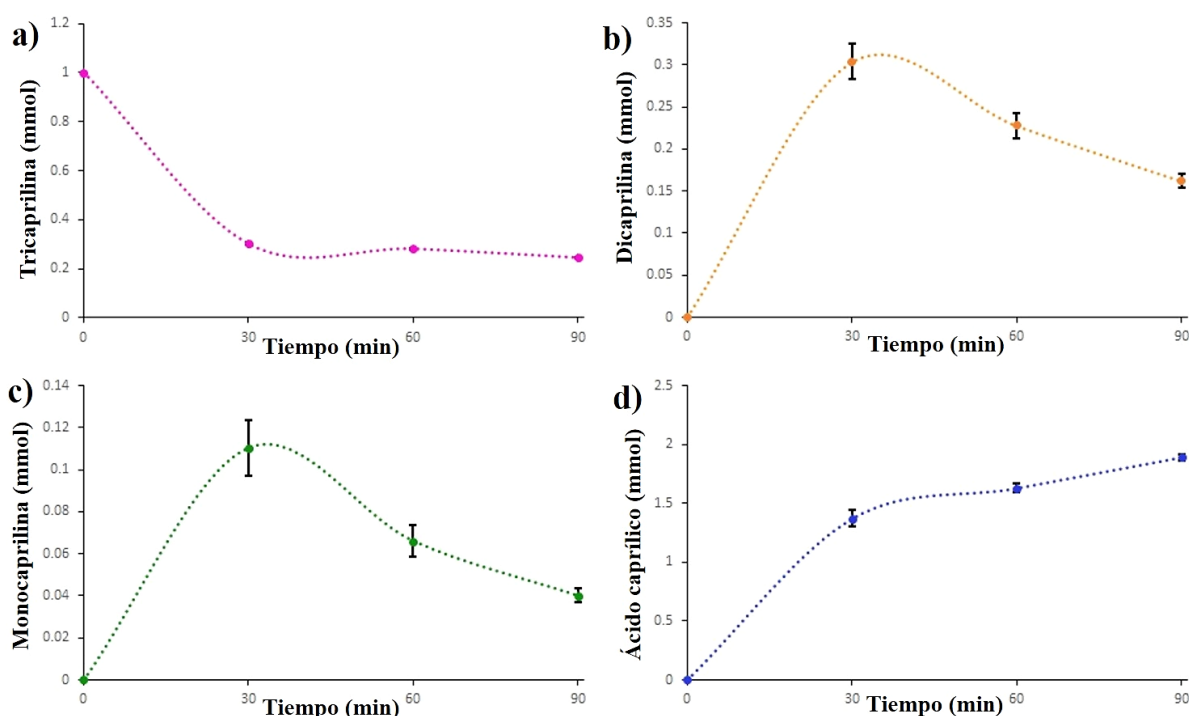 a)
Tricaprilina (mmol)
1.2
1
0.8
0.6
0.4
0.2
0
0 30 60 90
Tiempo (min)
b)
Dicaprilina (mmol)
0.35
0.3
0.25
0.2
0.15
0.1
0.05
0
0 30 60 90
Tiempo (min)
c)
Monocaprilina (mmol)
0.14
0.12
0.1
0.08
0.06
0.04
0.02
0
0 30 60 90
Tiempo (min)
d)
Ácido caprílico (mmol)
2.5
2
1.5
1
0.5
0
0 30 60 90
Tiempo (min)